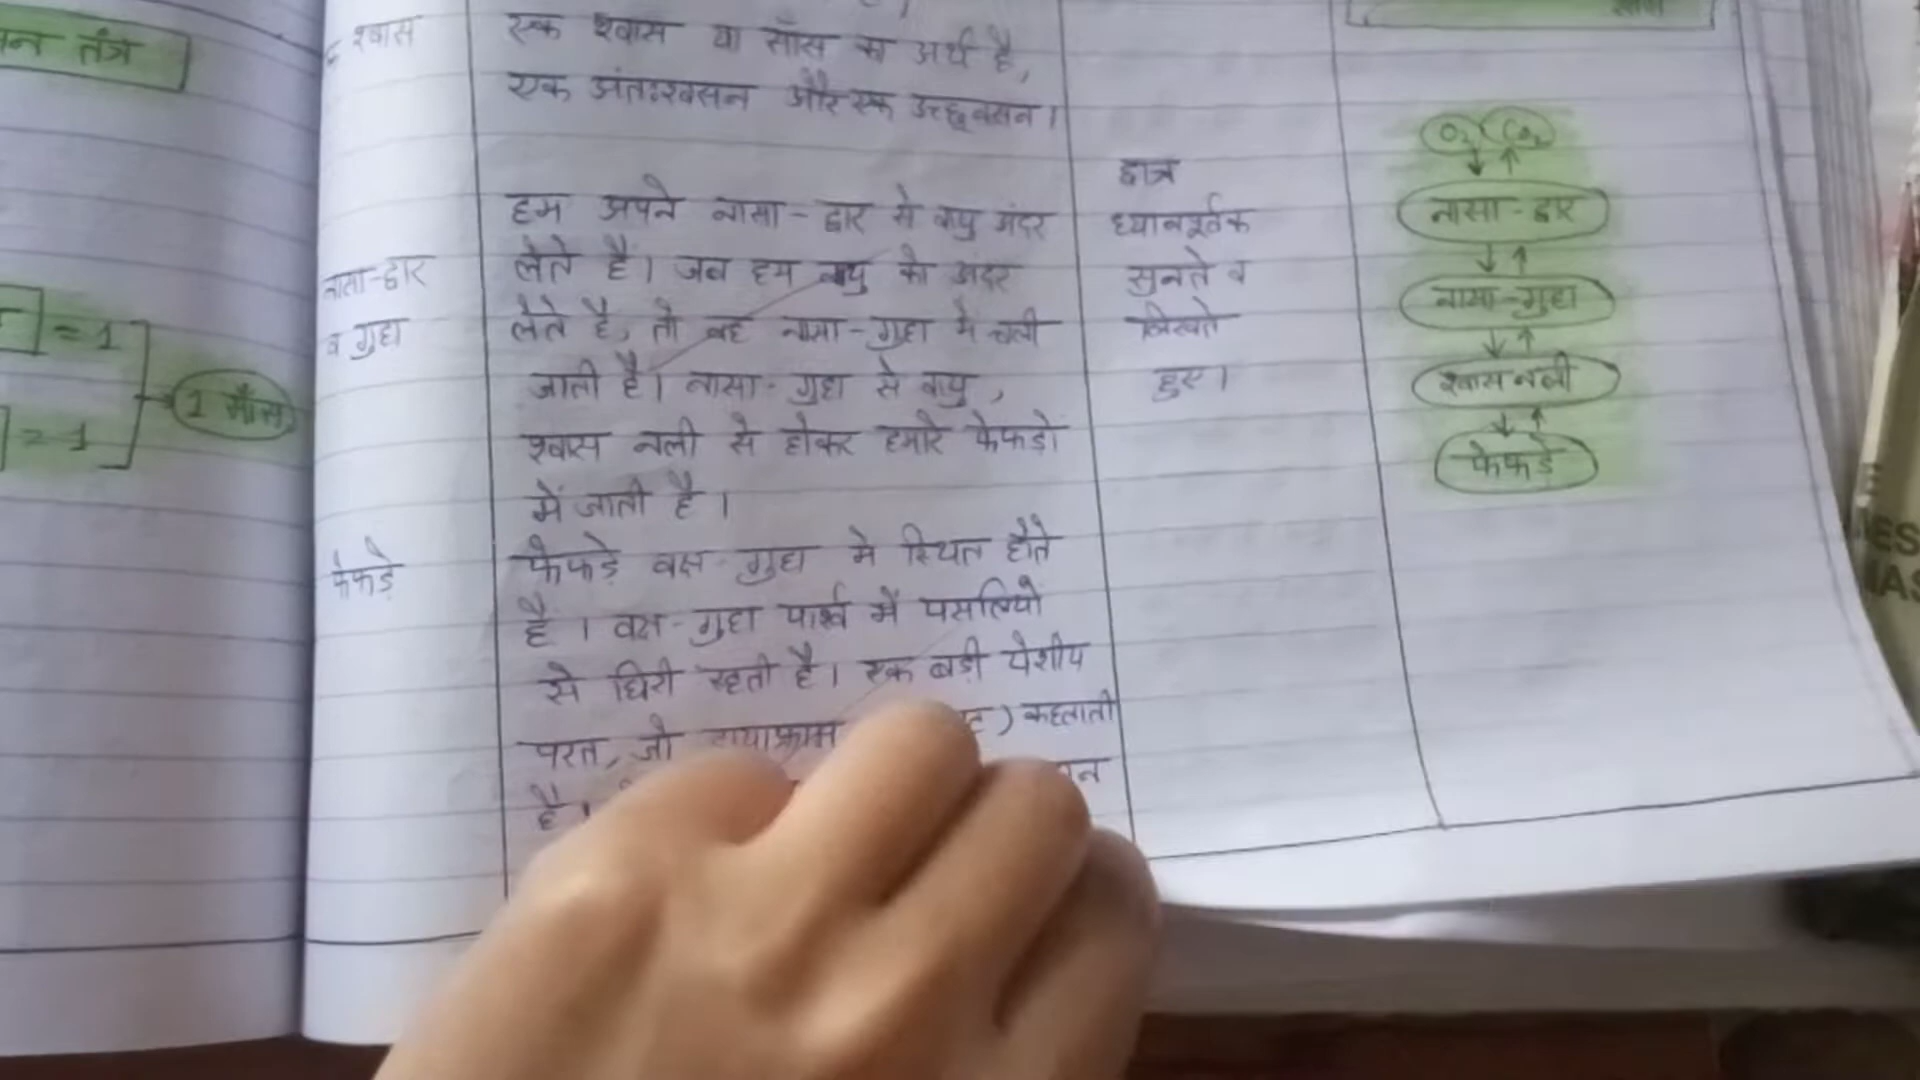 तंत्र
= 1
= 1
1 साँस
श्वास
एक श्वास या साँस का अर्थ है,
एक अंतःश्वसन और एक उच्छ्वसन।
नासा-द्वार
व गुहा
हम अपने नासा-द्वार से वायु अंदर
लेते है। जब हम वायु को अंदर
लेते है, तो वह नासा-गुहा मे चली
जाती है। नासा-गुहा से वायु,
श्वास नली से होकर हमारे फेफड़ो
में जाती है।
फेफड़े
फेफड़े वक्ष-गुहा मे स्थित होते
है। वक्ष-गुहा पार्श्व में पसलियो
से घिरी रहती है। एक बड़ी पेशीय
परत, जो डायाफ्राम ) कहलाती
है।
छात्र
ध्यानपूर्वक
सुनते व
लिखते
हुए।
O₂ CO₂
नासा-द्वार
नासा-गुहा
श्वास नली
फेफड़े